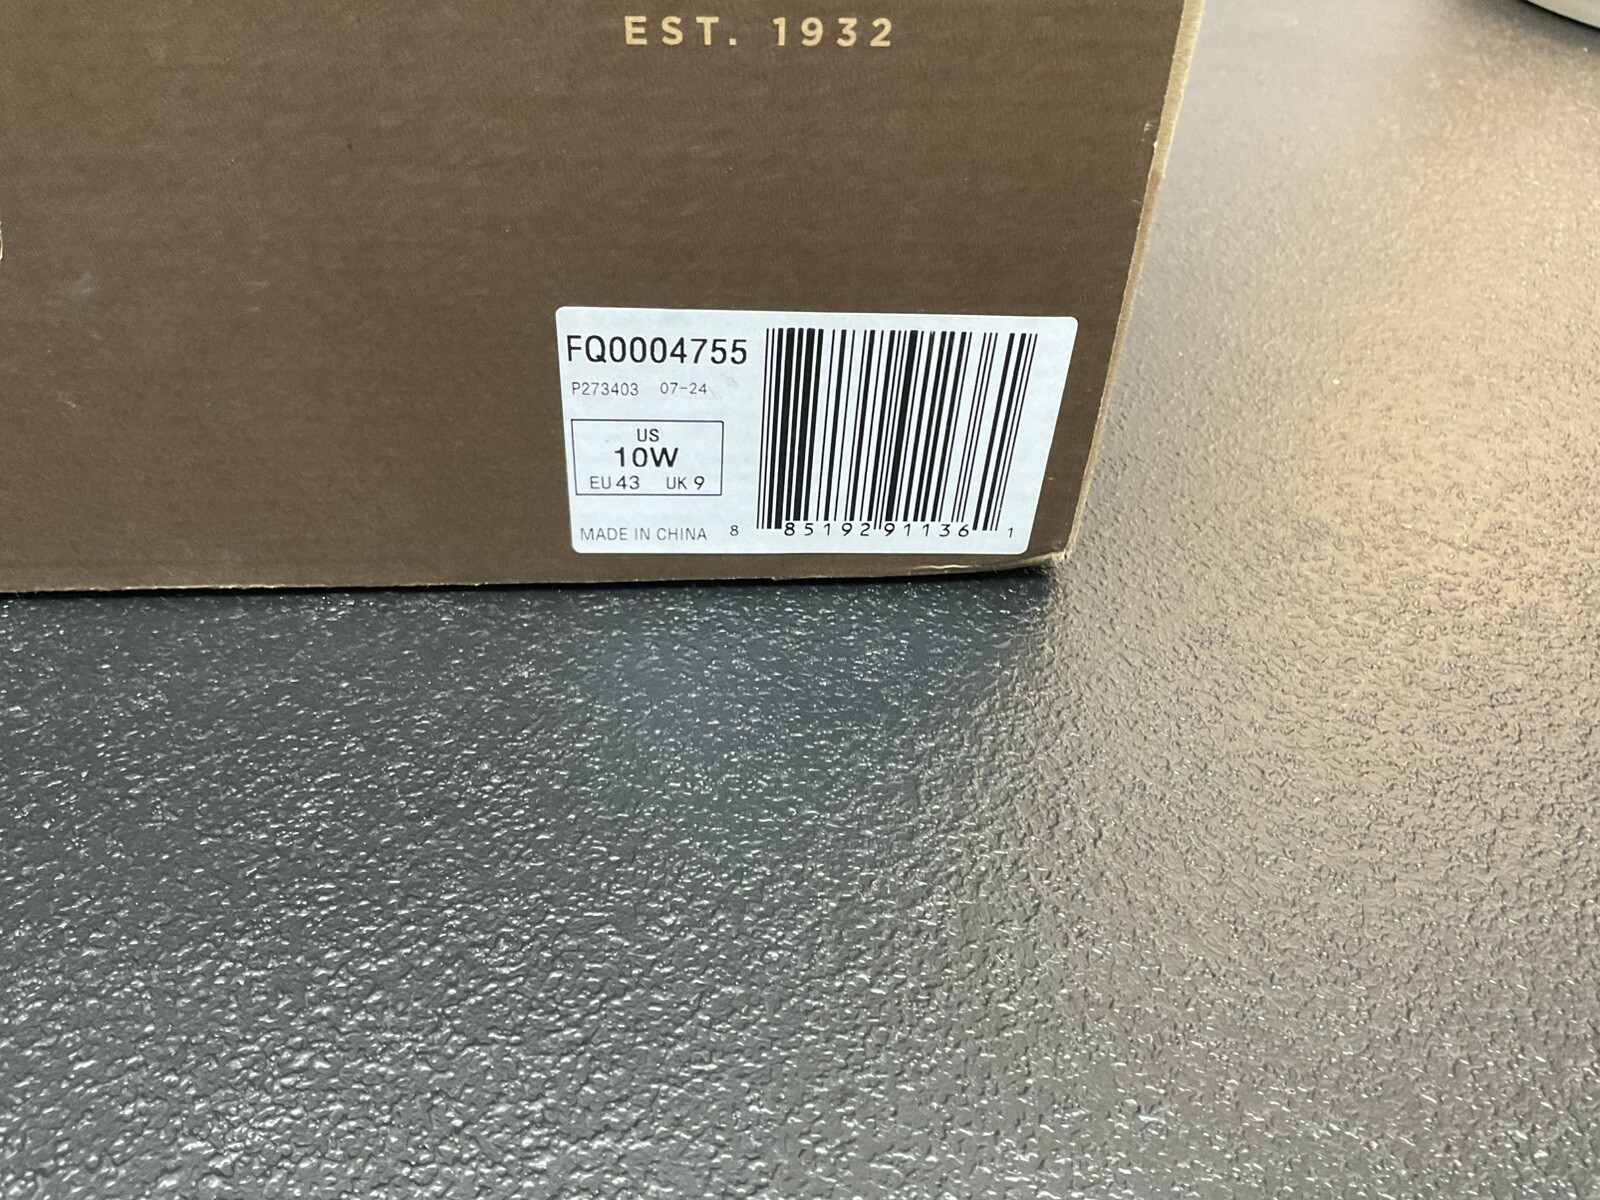 EST. 1932
FQ0004755
P273403 07-24
US
10W
EU 43 UK 9
MADE IN CHINA
8 85192 91136 1